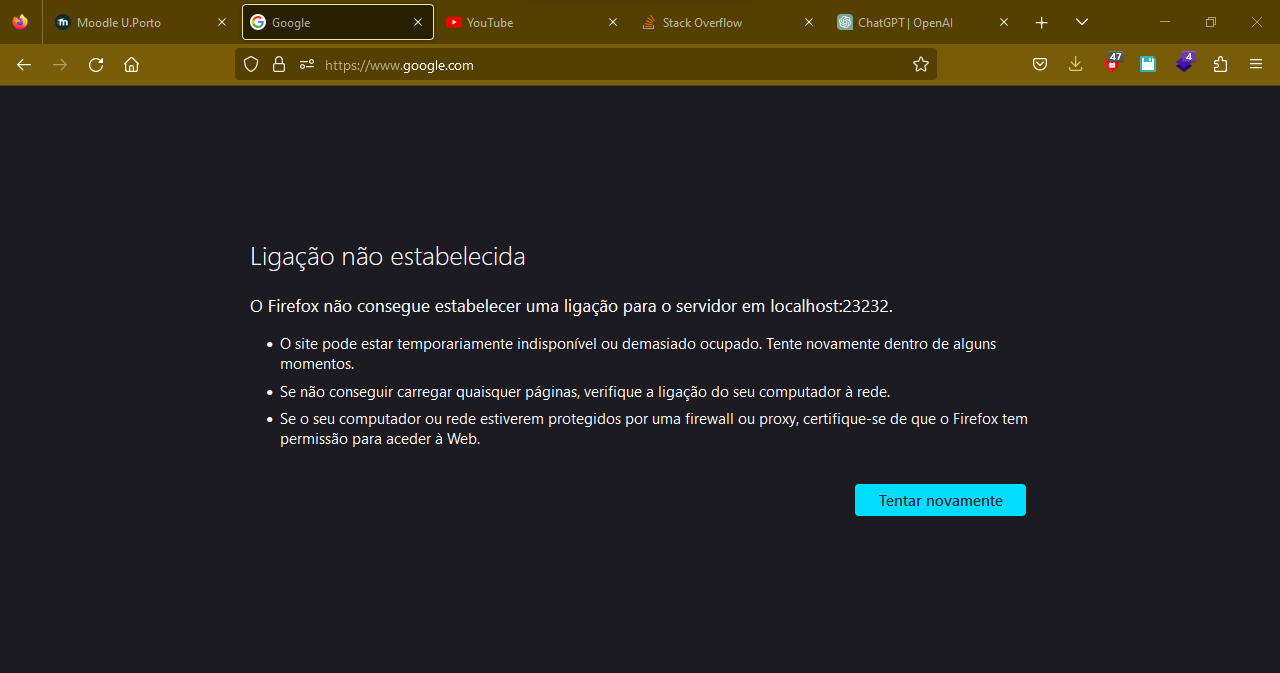 Moodle U.Porto
Google
YouTube
Stack Overflow
ChatGPT | OpenAI
https://www.google.com
47
4
Ligação não estabelecida
O Firefox não consegue estabelecer uma ligação para o servidor em localhost:23232.
• O site pode estar temporariamente indisponível ou demasiado ocupado. Tente novamente dentro de alguns
momentos.
• Se não conseguir carregar quaisquer páginas, verifique a ligação do seu computador à rede.
• Se o seu computador ou rede estiverem protegidos por uma firewall ou proxy, certifique-se de que o Firefox tem
permissão para aceder à Web.
Tentar novamente